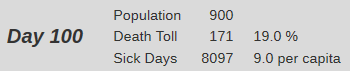 Population 900
Day 100 Death Toll 171 19.0 %
Sick Days 8097 9.0 per capita